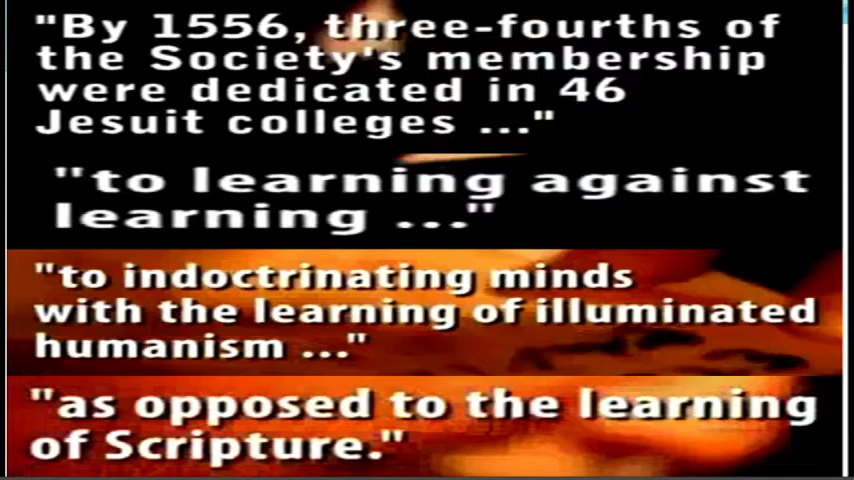 "By 1556, three-fourths of
the Society's membership
were dedicated in 46
Jesuit colleges ..."
"to learning against
learning ..."
"to indoctrinating minds
with the learning of illuminated
humanism ..."
"as opposed to the learning
of Scripture."